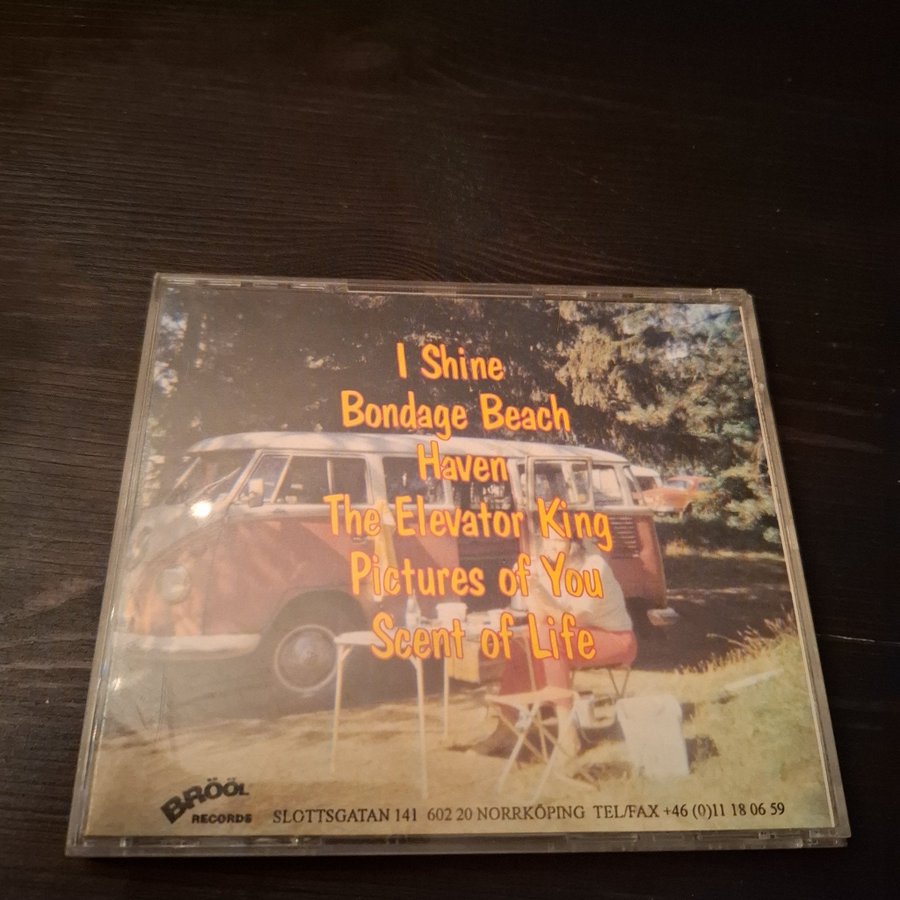 I Shine
Bondage Beach
Haven
The Elevator King
Pictures of You
Scent of Life
BRÖÖL
RECORDS
SLOTTSGATAN 141 602 20 NORRKÖPING TEL/FAX +46 (0)11 18 06 59